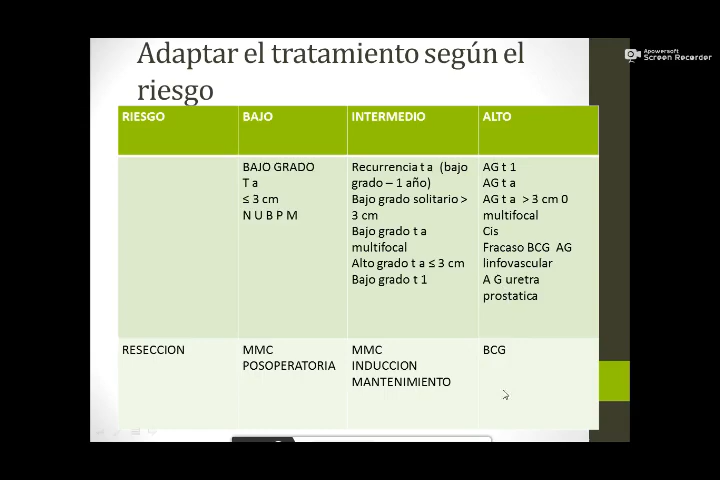 Adaptar el tratamiento según el
riesgo
Apowersoft
Screen Recorder
RIESGO BAJO INTERMEDIO ALTO
BAJO GRADO
T a
≤ 3 cm
N U B P M
Recurrencia t a (bajo
grado – 1 año)
Bajo grado solitario >
3 cm
Bajo grado t a
multifocal
Alto grado t a ≤ 3 cm
Bajo grado t 1
AG t 1
AG t a
AG t a > 3 cm 0
multifocal
Cis
Fracaso BCG AG
linfovascular
A G uretra
prostatica
RESECCION
MMC
POSOPERATORIA
MMC
INDUCCION
MANTENIMIENTO
BCG